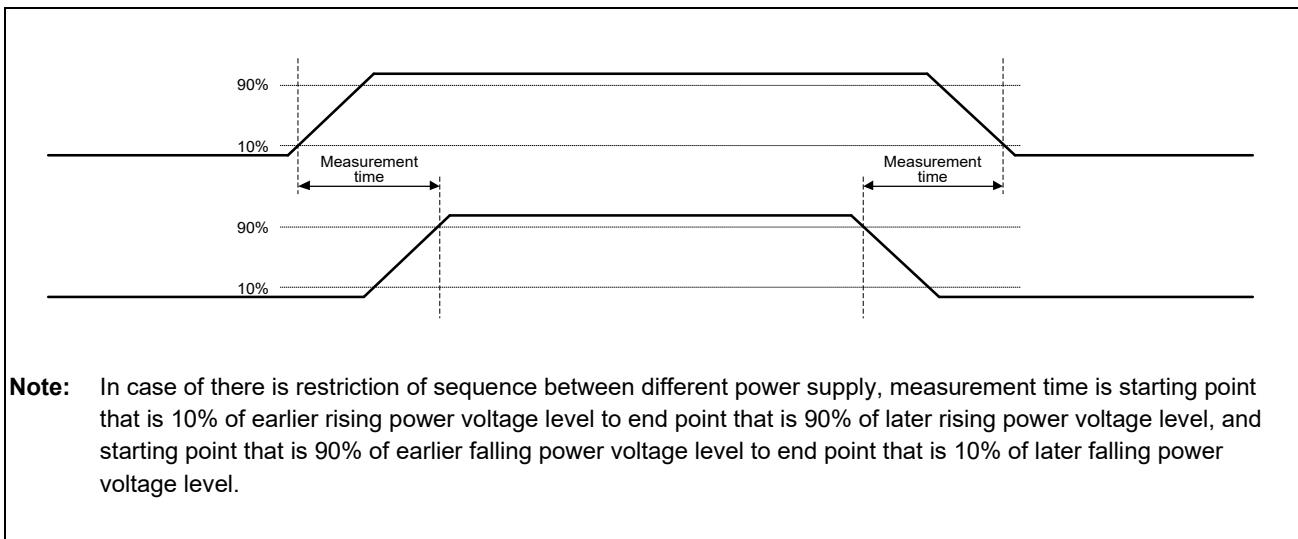 90%
10%
Measurement
time
Measurement
time
90%
10%
Note: In case of there is restriction of sequence between different power supply, measurement time is starting point
that is 10% of earlier rising power voltage level to end point that is 90% of later rising power voltage level, and
starting point that is 90% of earlier falling power voltage level to end point that is 10% of later falling power
voltage level.